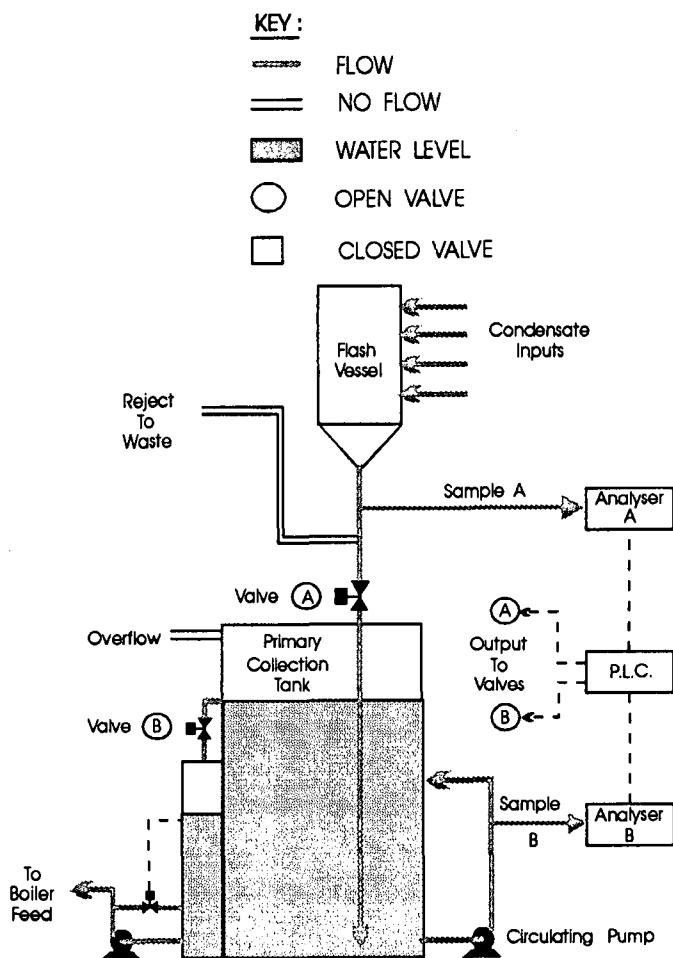 KEY :
FLOW
NO FLOW
WATER LEVEL
OPEN VALVE
CLOSED VALVE
Flash
Vessel
Condensate
Inputs
Reject
To
Waste
Sample A
Analyser
A
Valve A
A
Overflow
Primary
Collection
Tank
Output
To
Valves
P.L.C.
Valve B
B
Sample
B
Analyser
B
To
Boiler
Feed
Circulating Pump